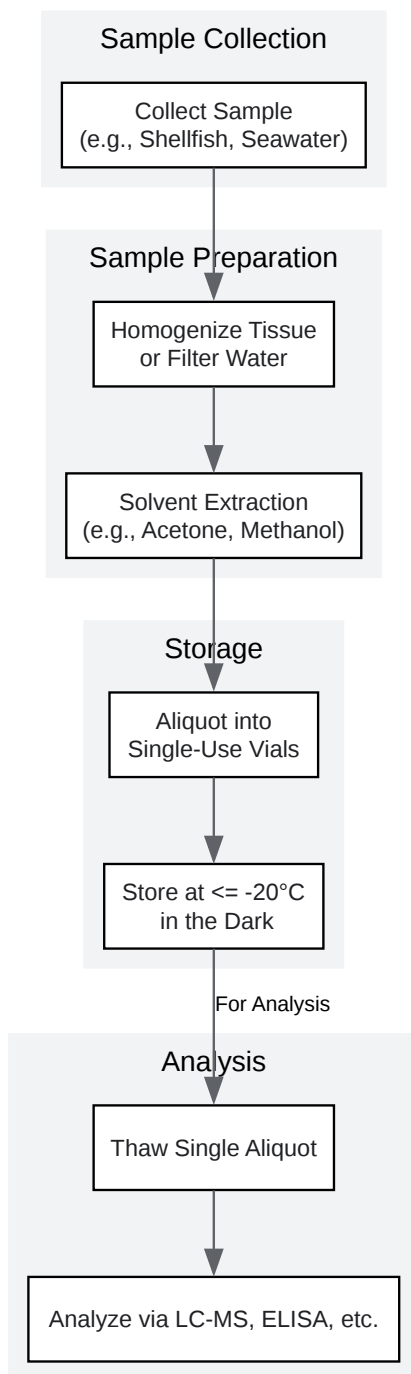 Sample Collection
Collect Sample
(e.g., Shellfish, Seawater)
Sample Preparation
Homogenize Tissue
or Filter Water
Solvent Extraction
(e.g., Acetone, Methanol)
Storage
Aliquot into
Single-Use Vials
Store at <= -20°C
in the Dark
For Analysis
Analysis
Thaw Single Aliquot
Analyze via LC-MS, ELISA, etc.